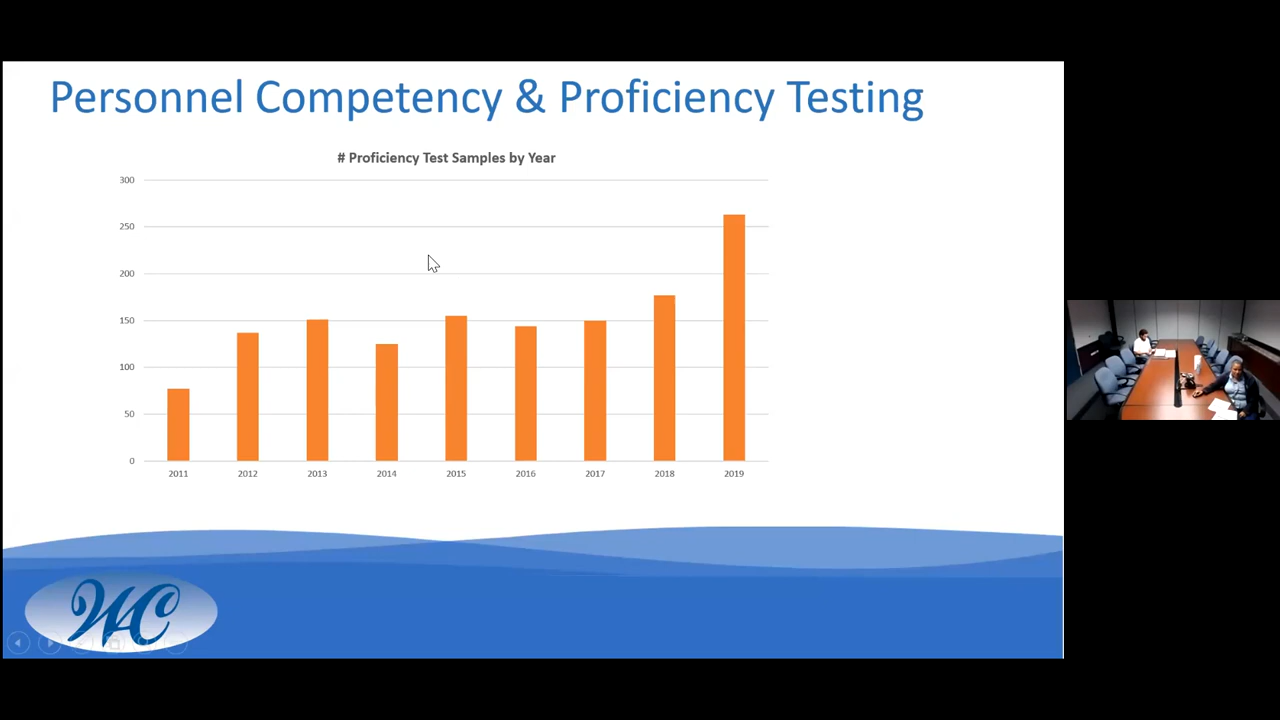 Personnel Competency & Proficiency Testing
# Proficiency Test Samples by Year
300
250
200
150
100
50
0
2011 2012 2013 2014 2015 2016 2017 2018 2019
WC